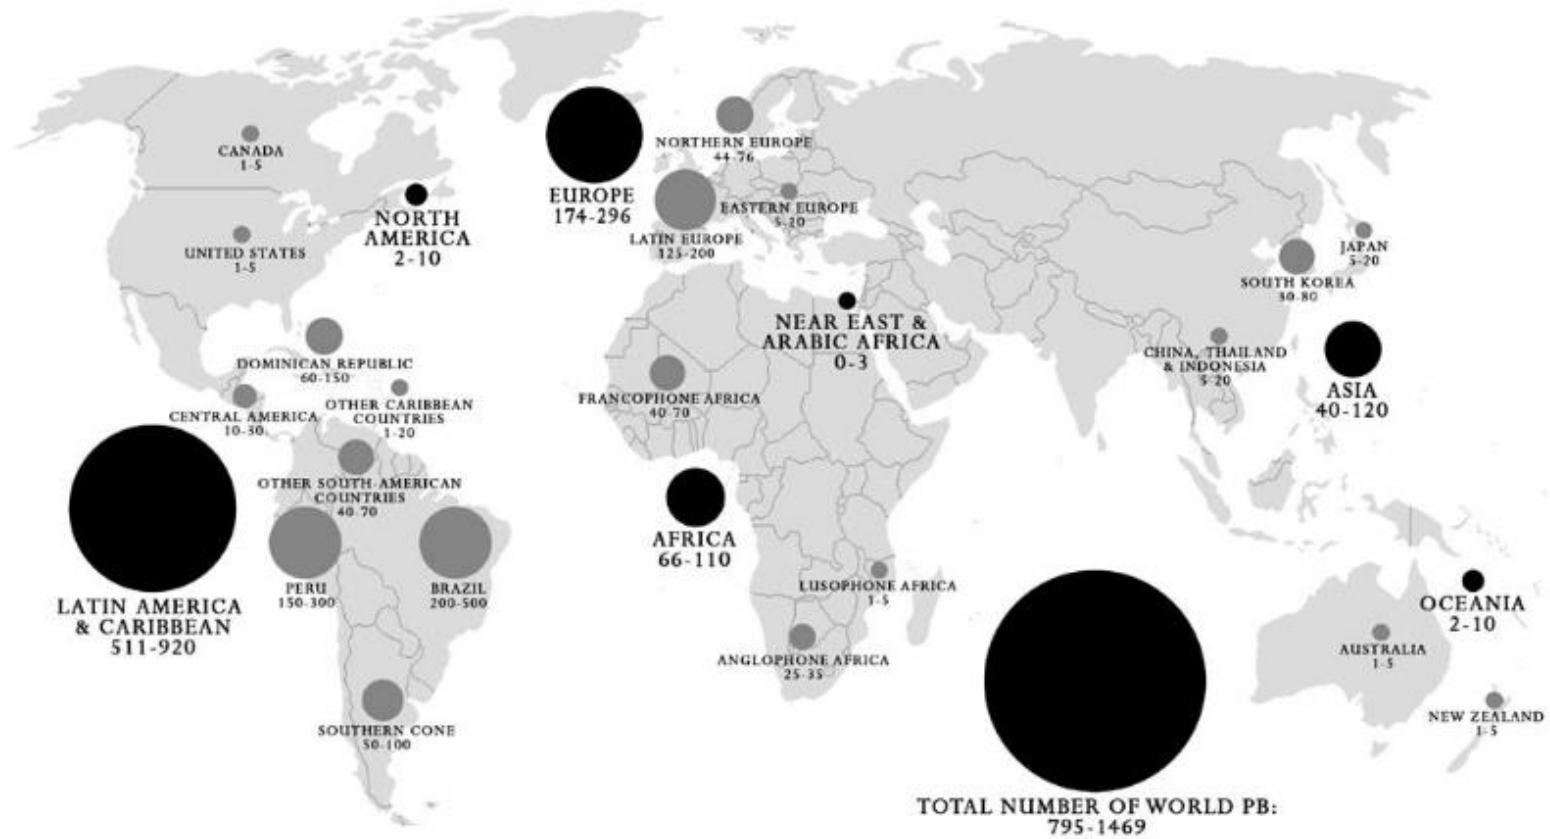 CANADA
1-5
NORTH
AMERICA
2-10
UNITED STATES
1-5
DOMINICAN REPUBLIC
60-150
OTHER CARIBBEAN
COUNTRIES
1-20
CENTRAL AMERICA
10-30
OTHER SOUTH-AMERICAN
COUNTRIES
40-70
LATIN AMERICA
& CARIBBEAN
511-920
PERU
150-300
BRAZIL
200-500
SOUTHERN CONE
50-100
EUROPE
174-296
NORTHERN EUROPE
44-76
EASTERN EUROPE
5-20
LATIN EUROPE
125-200
NEAR EAST &
ARABIC AFRICA
0-3
FRANCOPHONE AFRICA
40-70
AFRICA
66-110
LUSOPHONE AFRICA
1-5
ANGLOPHONE AFRICA
25-35
JAPAN
5-20
SOUTH KOREA
30-80
CHINA, THAILAND
& INDONESIA
5-20
ASIA
40-120
OCEANIA
2-10
AUSTRALIA
1-5
NEW ZEALAND
1-5
TOTAL NUMBER OF WORLD PB:
795-1469